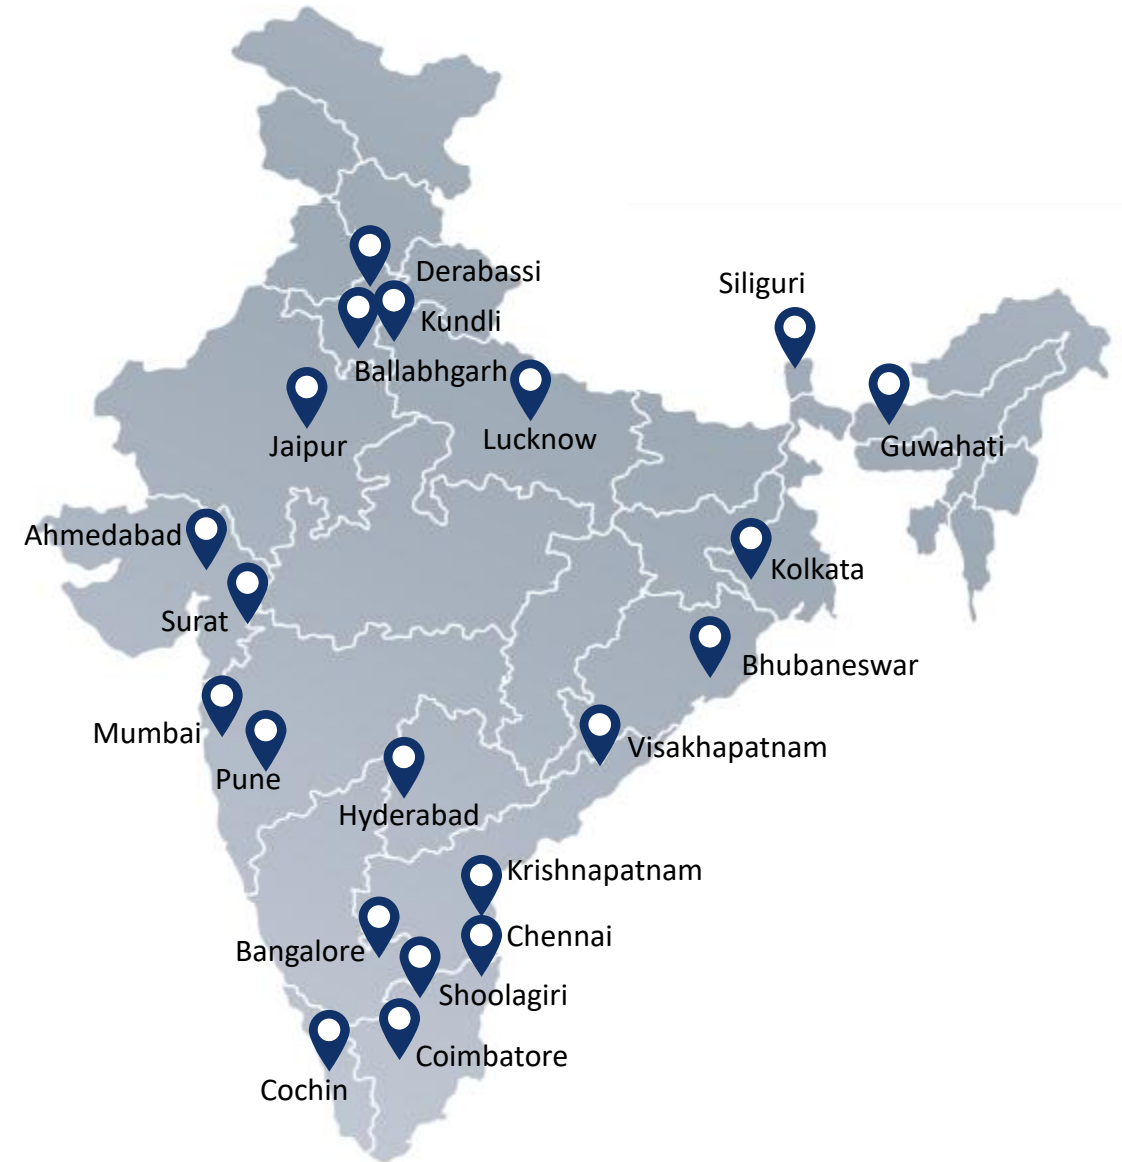 Derabassi
Siliguri
Kundli
Ballabhgarh
Lucknow
Jaipur
Guwahati
Ahmedabad
Kolkata
Surat
Bhubaneswar
Mumbai
Visakhapatnam
Pune
Hyderabad
Krishnapatnam
Chennai
Bangalore
Shoolagiri
Coimbatore
Cochin